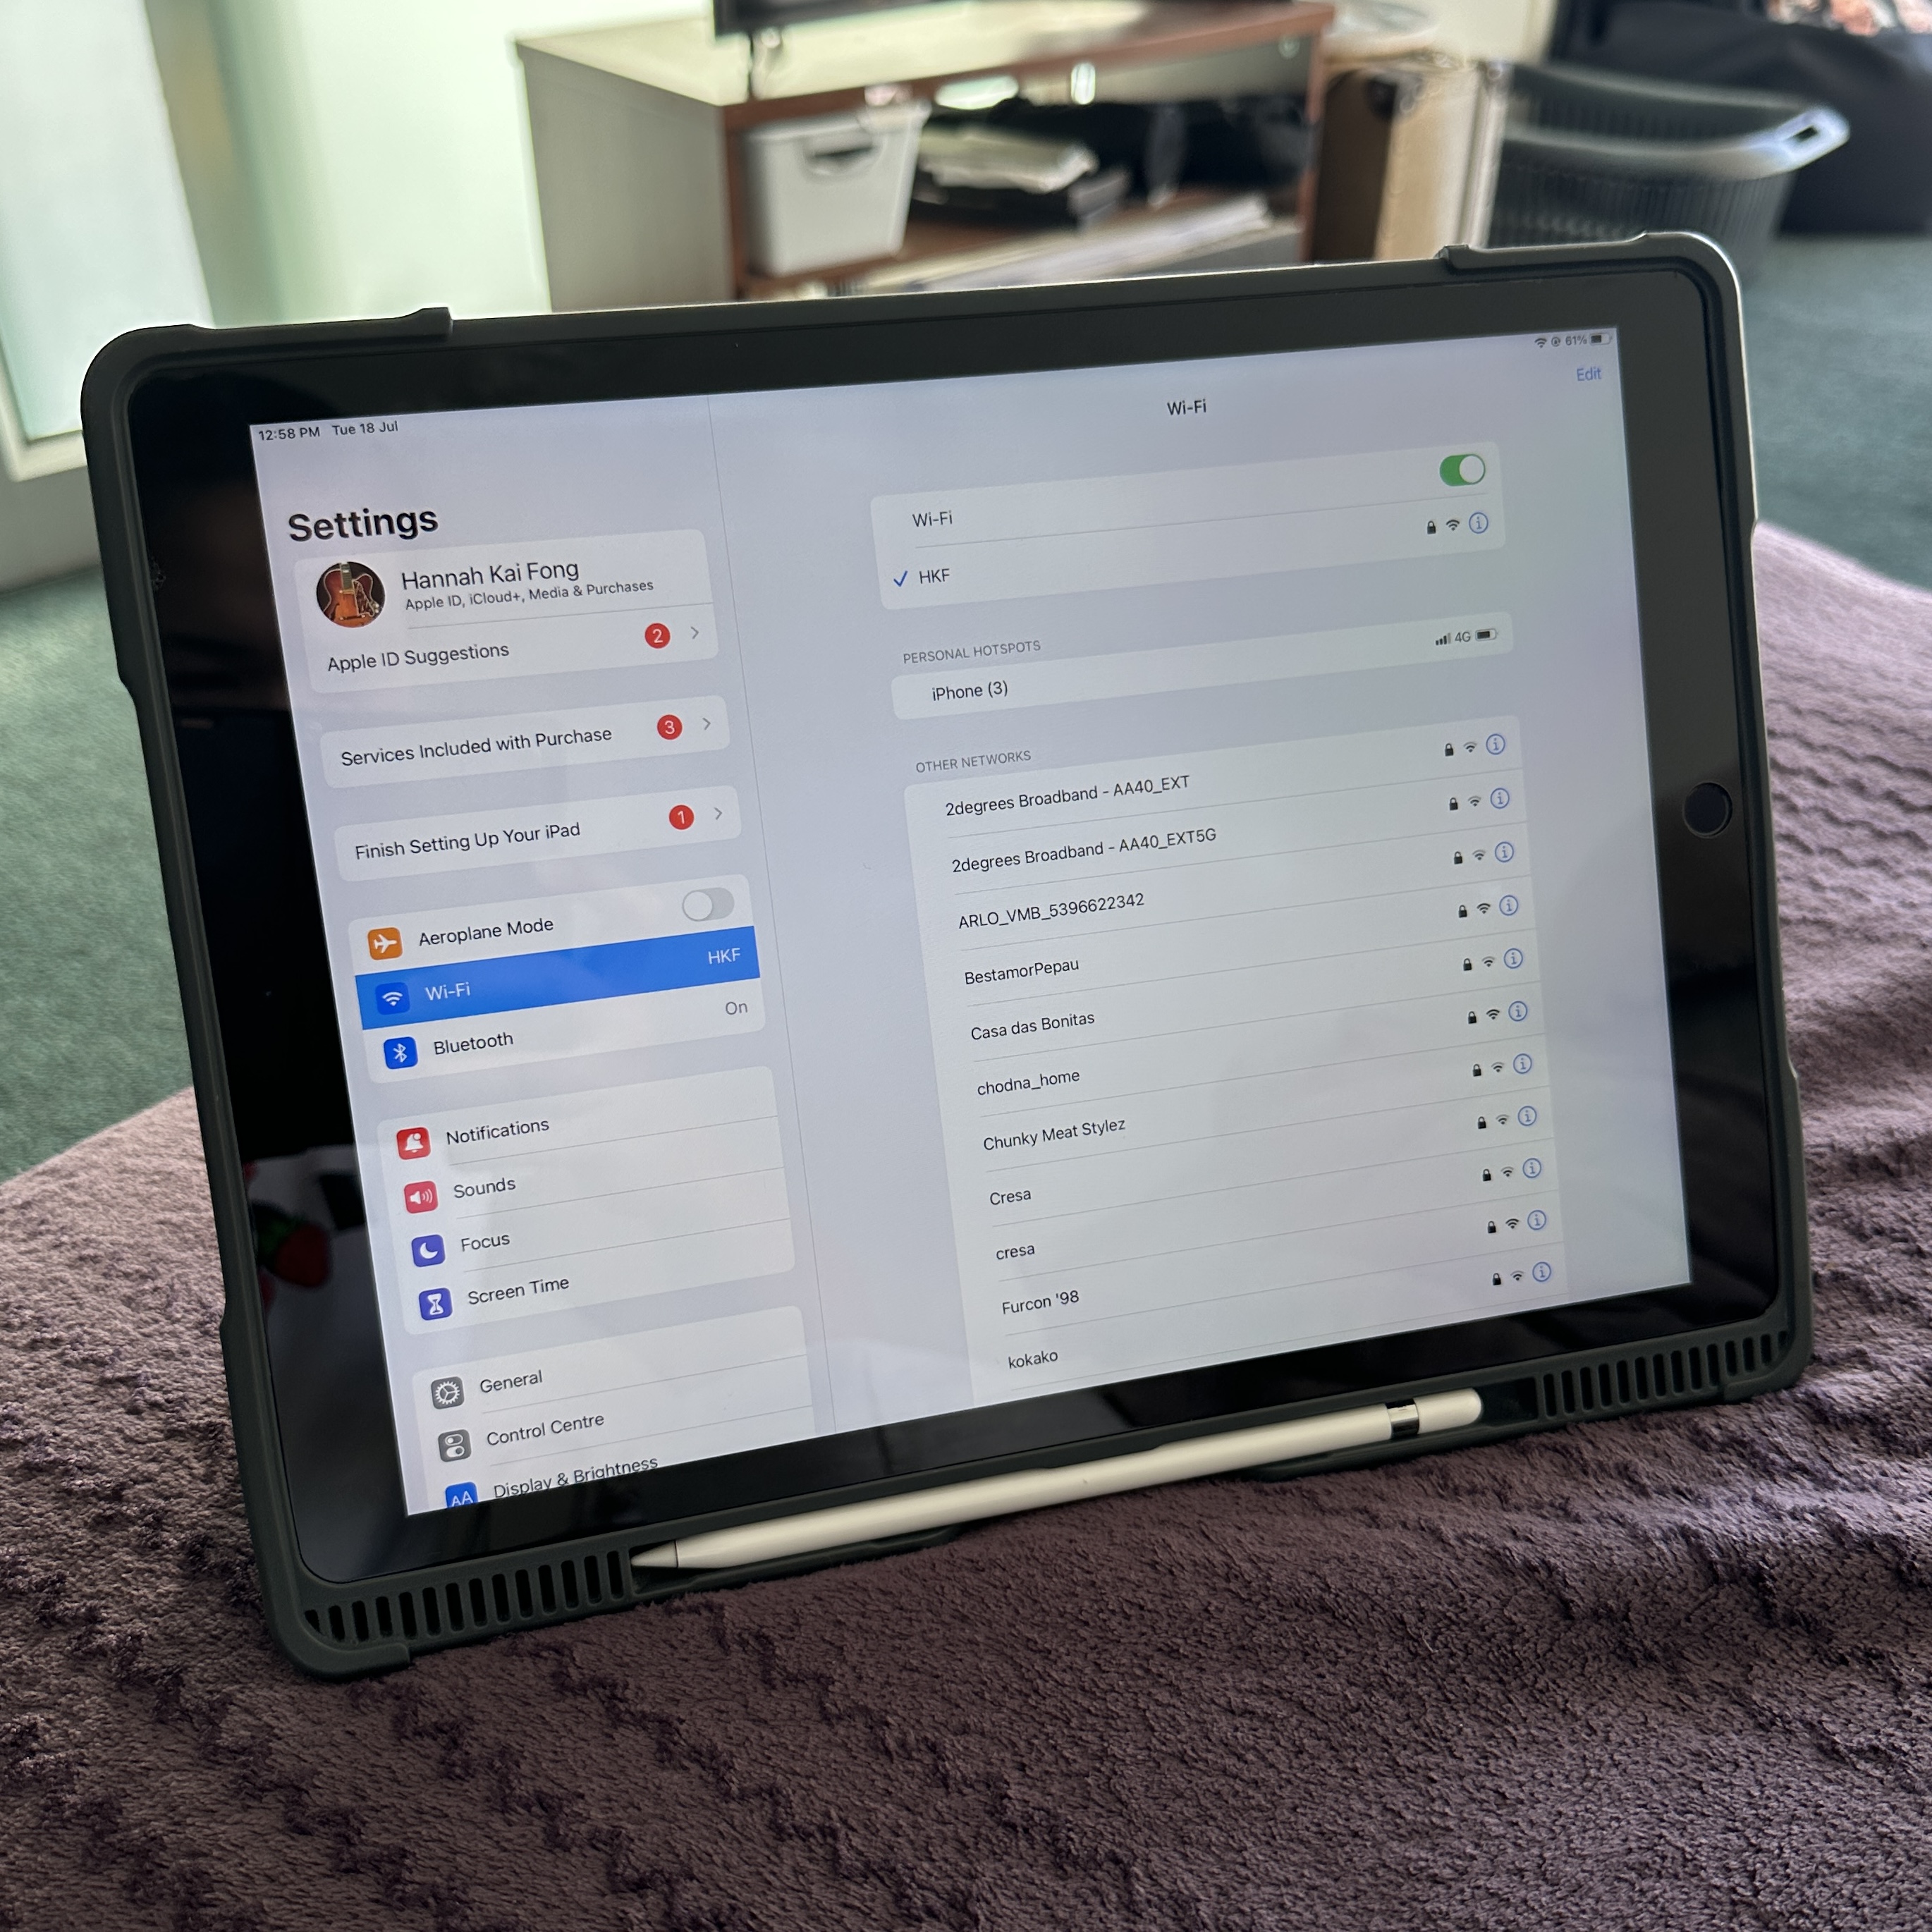 12:58 PM Tue 18 Jul
61%
Settings
Hannah Kai Fong
Apple ID, iCloud+, Media & Purchases
Apple ID Suggestions 2
Services Included with Purchase 3
Finish Setting Up Your iPad 1
Aeroplane Mode
Wi-Fi HKF
Bluetooth On
Notifications
Sounds
Focus
Screen Time
General
Control Centre
AA Display & Brightness
Wi-Fi
Edit
Wi-Fi
HKF
PERSONAL HOTSPOTS
iPhone (3) 4G
OTHER NETWORKS
2degrees Broadband - AA40_EXT
2degrees Broadband - AA40_EXT5G
ARLO_VMB_5396622342
BestamorPepau
Casa das Bonitas
chodna_home
Chunky Meat Stylez
Cresa
cresa
Furcon '98
kokako